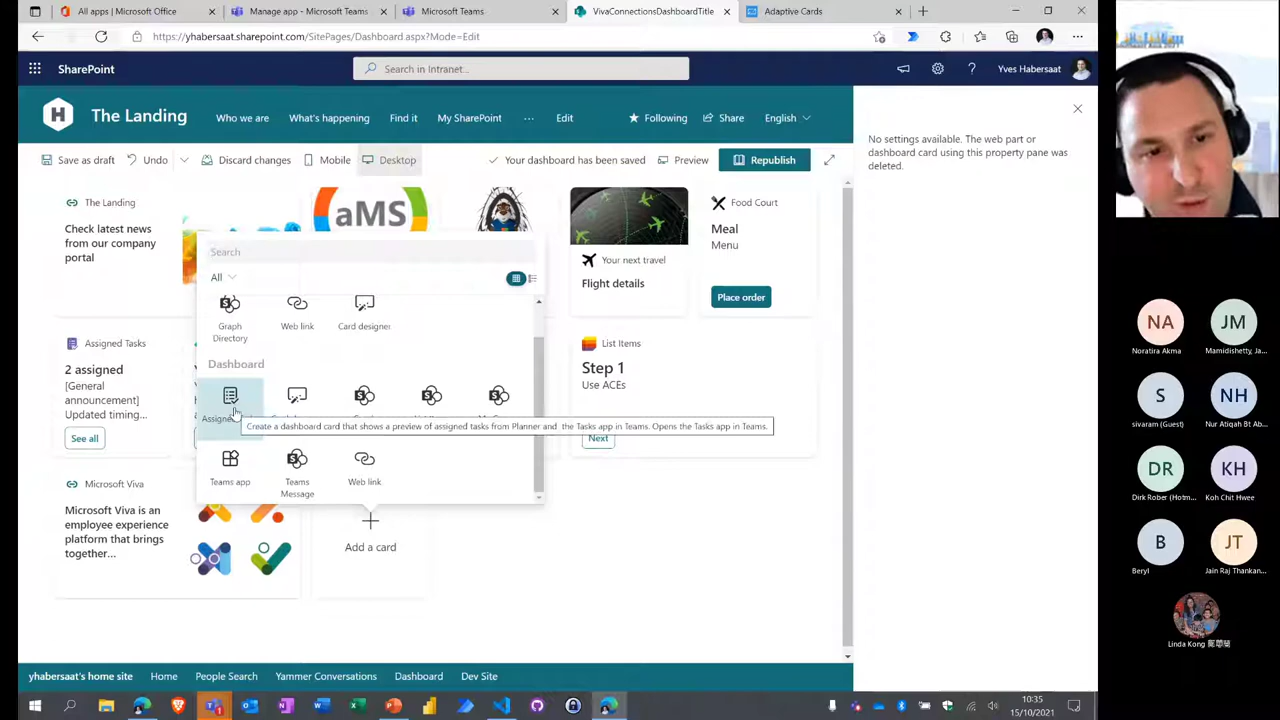 All apps | Microsoft Office
Manage app - Microsoft Teams
Microsoft Teams
VivaConnectionsDashboardTitle
Adaptive Cards
https://yhabersaat.sharepoint.com/SitePages/Dashboard.aspx?Mode=Edit
SharePoint
Search in Intranet...
Yves Habersaat
The Landing
Who we are
What's happening
Find it
My SharePoint
Edit
Following
Share
English
No settings available. The web part or
dashboard card using this property pane was
deleted.
Save as draft
Undo
Discard changes
Mobile
Desktop
Your dashboard has been saved
Preview
Republish
The Landing
Check latest news
from our company
portal
aMS
Your next travel
Flight details
Food Court
Meal
Menu
Place order
Search
All
Graph
Directory
Web link
Card designer
Dashboard
Create a dashboard card that shows a preview of assigned tasks from Planner and the Tasks app in Teams. Opens the Tasks app in Teams.
Teams app
Teams
Message
Web link
Assigned Tasks
2 assigned
[General
announcement]
Updated timing...
See all
List Items
Step 1
Use ACEs
Next
Microsoft Viva
Microsoft Viva is an
employee experience
platform that brings
together...
Add a card
yhabersaat's home site
Home
People Search
Yammer Conversations
Dashboard
Dev Site
10:35
15/10/2021
NA
Noratira Akma
JM
Mamidishetty, Ja...
S
sivaram (Guest)
NH
Nur Atiqah Bt Ab...
DR
Dirk Rober (Hotm...
KH
Koh Chit Hwee
B
Beryl
JT
Jain Raj Thankan...